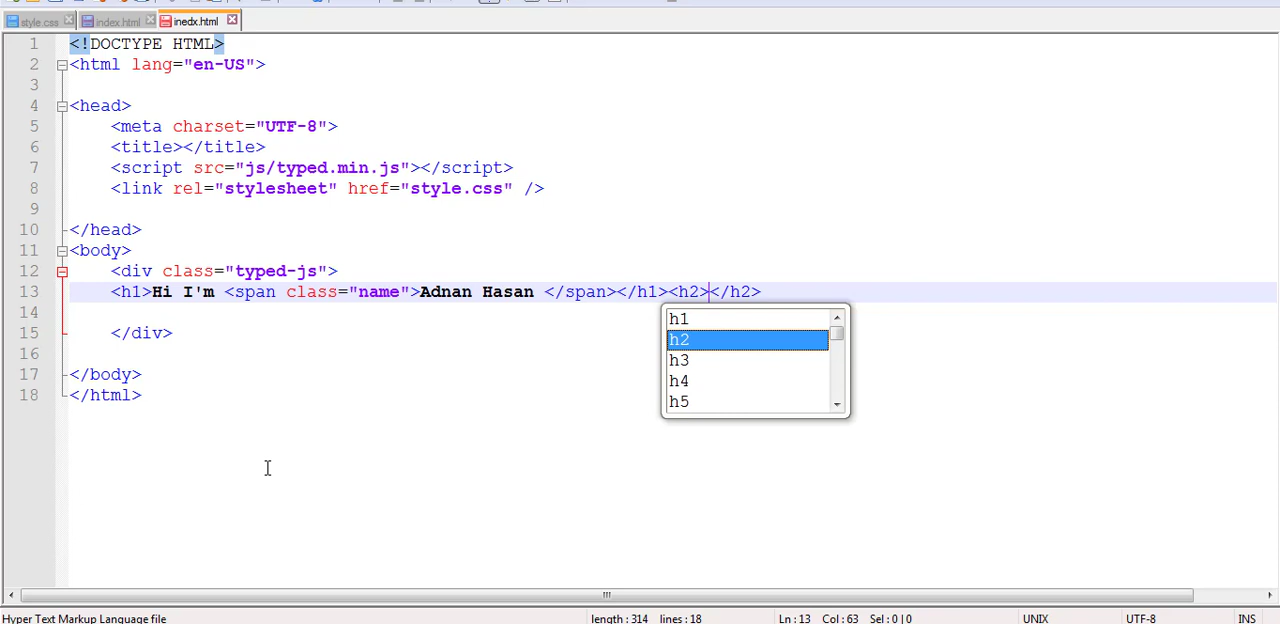 style.css index.html inedx.html
1 <!DOCTYPE HTML>
2 <html lang="en-US">
3
4 <head>
5 <meta charset="UTF-8">
6 <title></title>
7 <script src="js/typed.min.js"></script>
8 <link rel="stylesheet" href="style.css" />
9
10 </head>
11 <body>
12 <div class="typed-js">
13 <h1>Hi I'm <span class="name">Adnan Hasan </span></h1><h2></h2>
14
15 </div>
16
17 </body>
18 </html>
h1
h2
h3
h4
h5
Hyper Text Markup Language file length : 314 lines : 18 Ln : 13 Col : 63 Sel : 0 | 0 UNIX UTF-8 INS